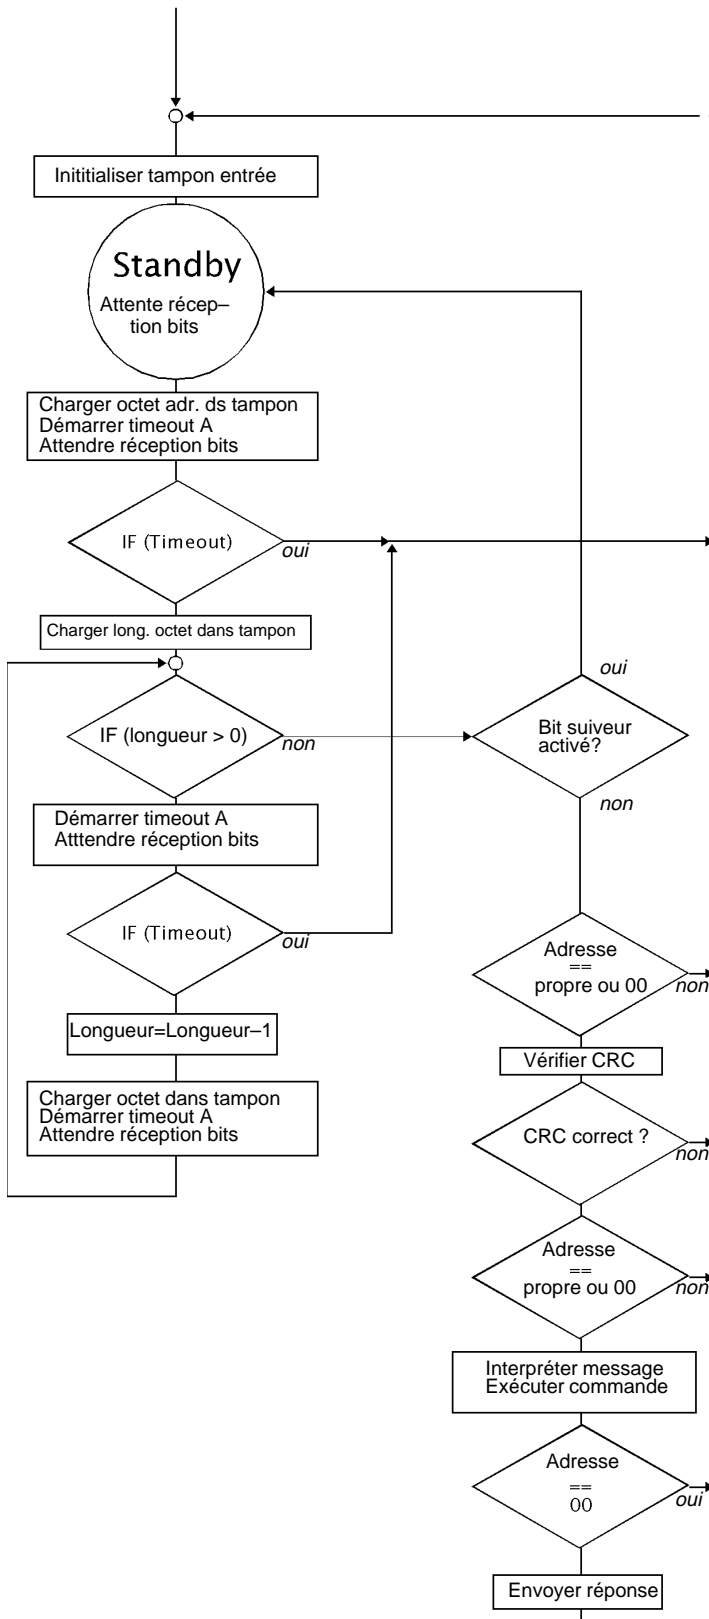 Inititialiser tampon entrée
Standby
Attente récep–
tion bits
Charger octet adr. ds tampon
Démarrer timeout A
Attendre réception bits
IF (Timeout)
oui
Charger long. octet dans tampon
IF (longueur > 0)
non
Démarrer timeout A
Atttendre réception bits
IF (Timeout)
oui
Longueur=Longueur–1
Charger octet dans tampon
Démarrer timeout A
Attendre réception bits
oui
Bit suiveur
activé?
non
Adresse
==
propre ou 00
non
Vérifier CRC
CRC correct ?
non
Adresse
==
propre ou 00
non
Interpréter message
Exécuter commande
Adresse
==
00
oui
Envoyer réponse